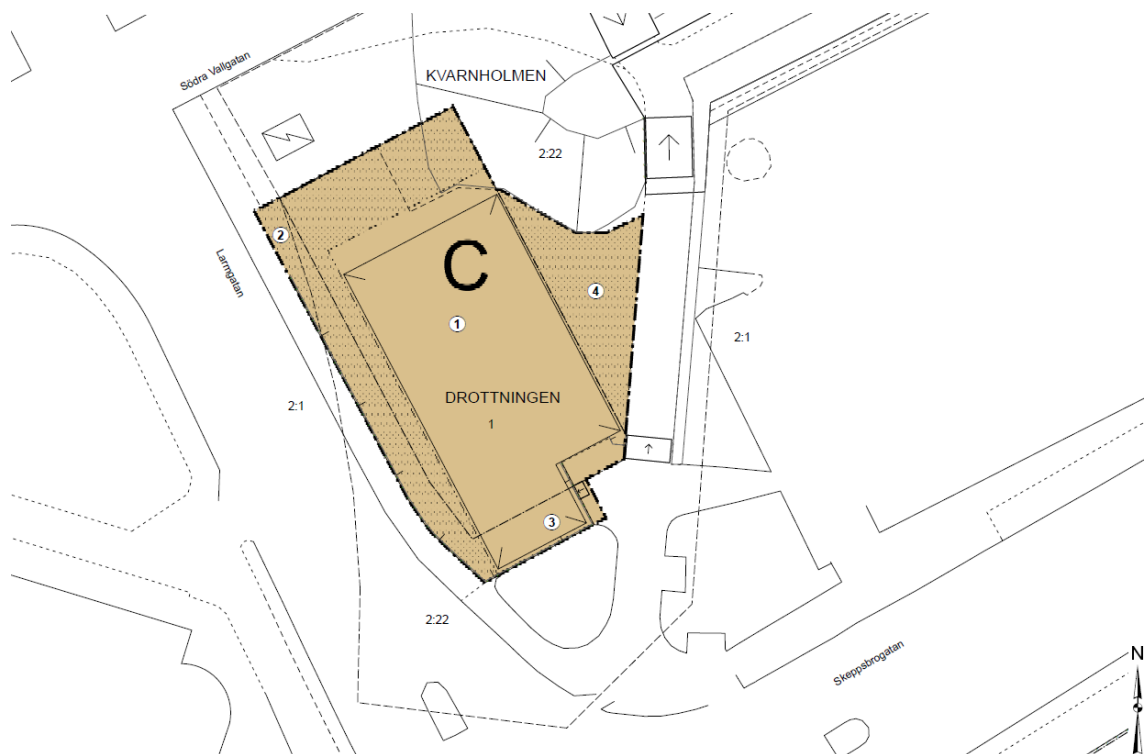 Södra Vallgatan
KVARNHOLMEN
2:22
2
C
Larmgatan
4
1
2:1
DROTTNINGEN
1
2:1
3
2:22
Skeppsbrogatan
N